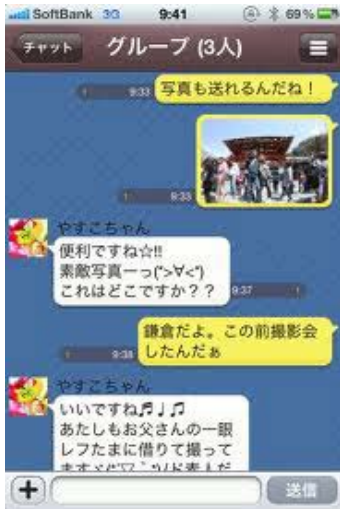 SoftBank 3G 9:41 69%
チャット グループ (3人)
写真も送れるんだね！
9:33
9:33
やすこちゃん
便利ですね☆!!
素敵写真ーっ(*>∀<*)
これはどこですか？？
9:37
鎌倉だよ。この前撮影会
したんだぁ
9:38
やすこちゃん
いいですね♬♩♫
あたしもお父さんの一眼
レフたまに借りて撮って
送信